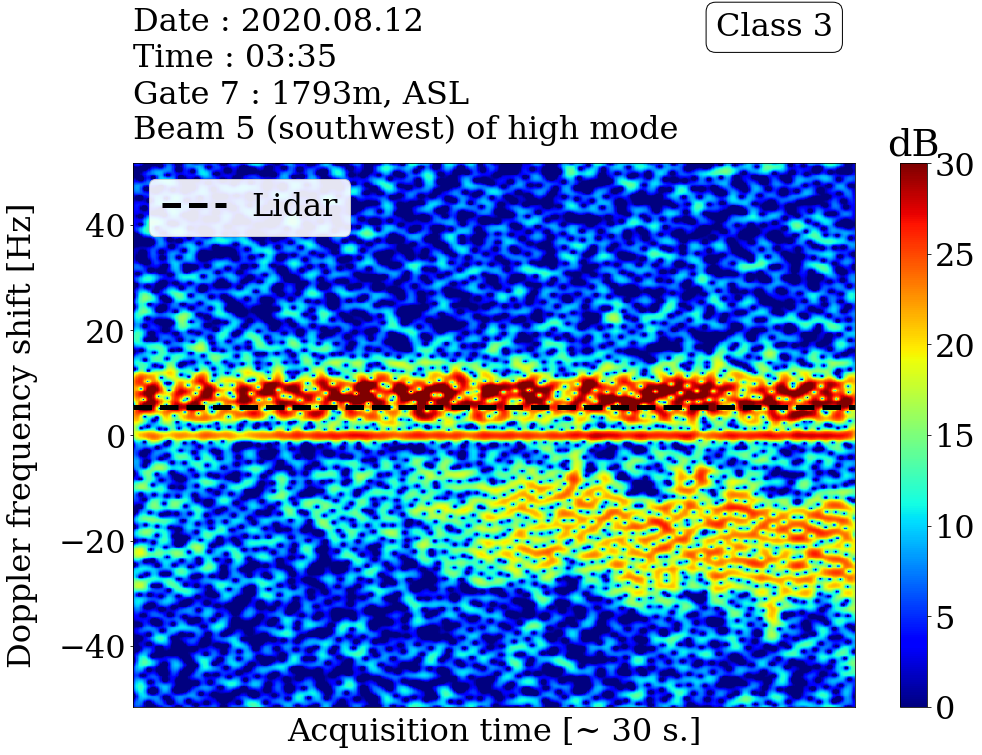 Date : 2020.08.12
Time : 03:35
Gate 7 : 1793m, ASL
Beam 5 (southwest) of high mode
Class 3
dB
Lidar
Doppler frequency shift [Hz]
40
20
0
−20
−40
30
25
20
15
10
5
0
Acquisition time [~ 30 s.]